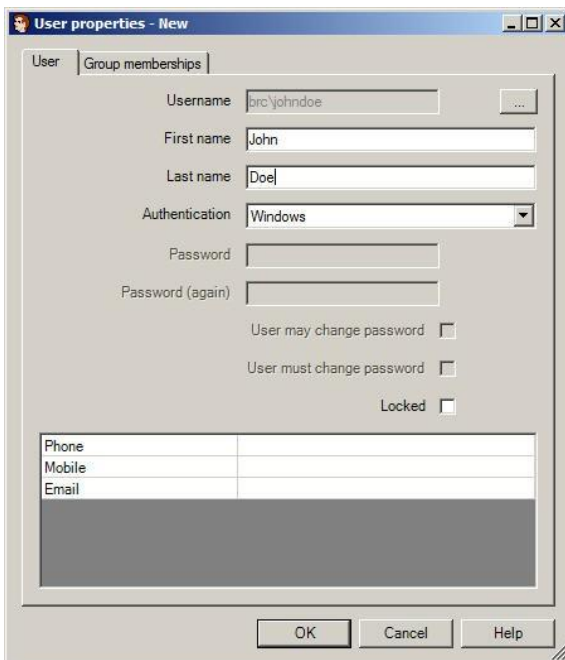 User properties - New
User Group memberships
Username brc\johndoe ...
First name John
Last name Doe
Authentication Windows
Password
Password (again)
User may change password
User must change password
Locked
Phone
Mobile
Email
OK Cancel Help